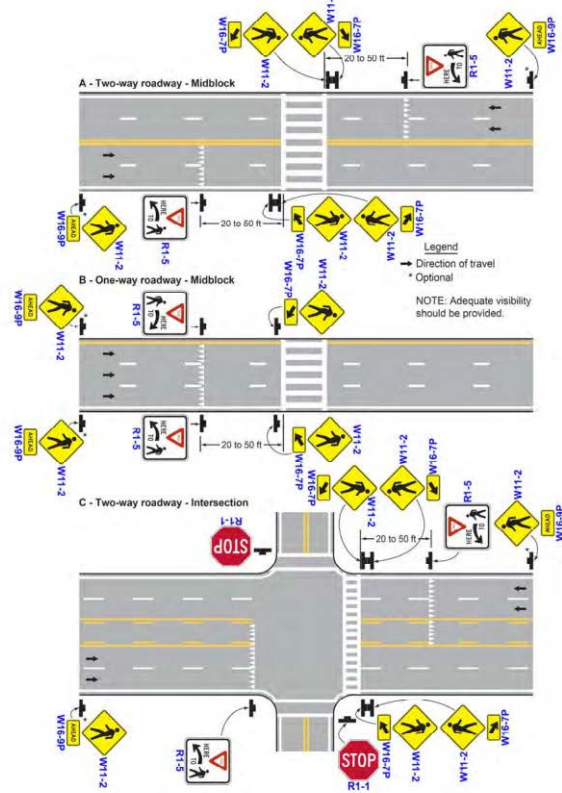 W16-7P
W11-2
W11-
W16-7P
20 to 50 ft
HERE TO
R1-5
W11-2
AHEAD
W16-9P
A - Two-way roadway - Midblock
W16-9P
AHEAD
W11-2
R1-5
HERE TO
20 to 50 ft
W16-7P
W11-2
W11-2
W16-7P
Legend
Direction of travel
* Optional
NOTE: Adequate visibility
should be provided.
B - One-way roadway - Midblock
W16-9P
AHEAD
W11-2
R1-5
HERE TO
W16-7P
W11-2
W16-9P
AHEAD
W11-2
R1-5
HERE TO
20 to 50 ft
W16-7P
W11-2
C - Two-way roadway - Intersection
R1-1
STOP
W16-7P
W11-2
W11-2
W16-7P
20 to 50 ft
R1-5
HERE TO
W11-2
AHEAD
W16-9P
W16-9P
AHEAD
W11-2
R1-5
HERE TO
STOP
R1-1
W16-7P
W11-2
W11-2
W16-7P